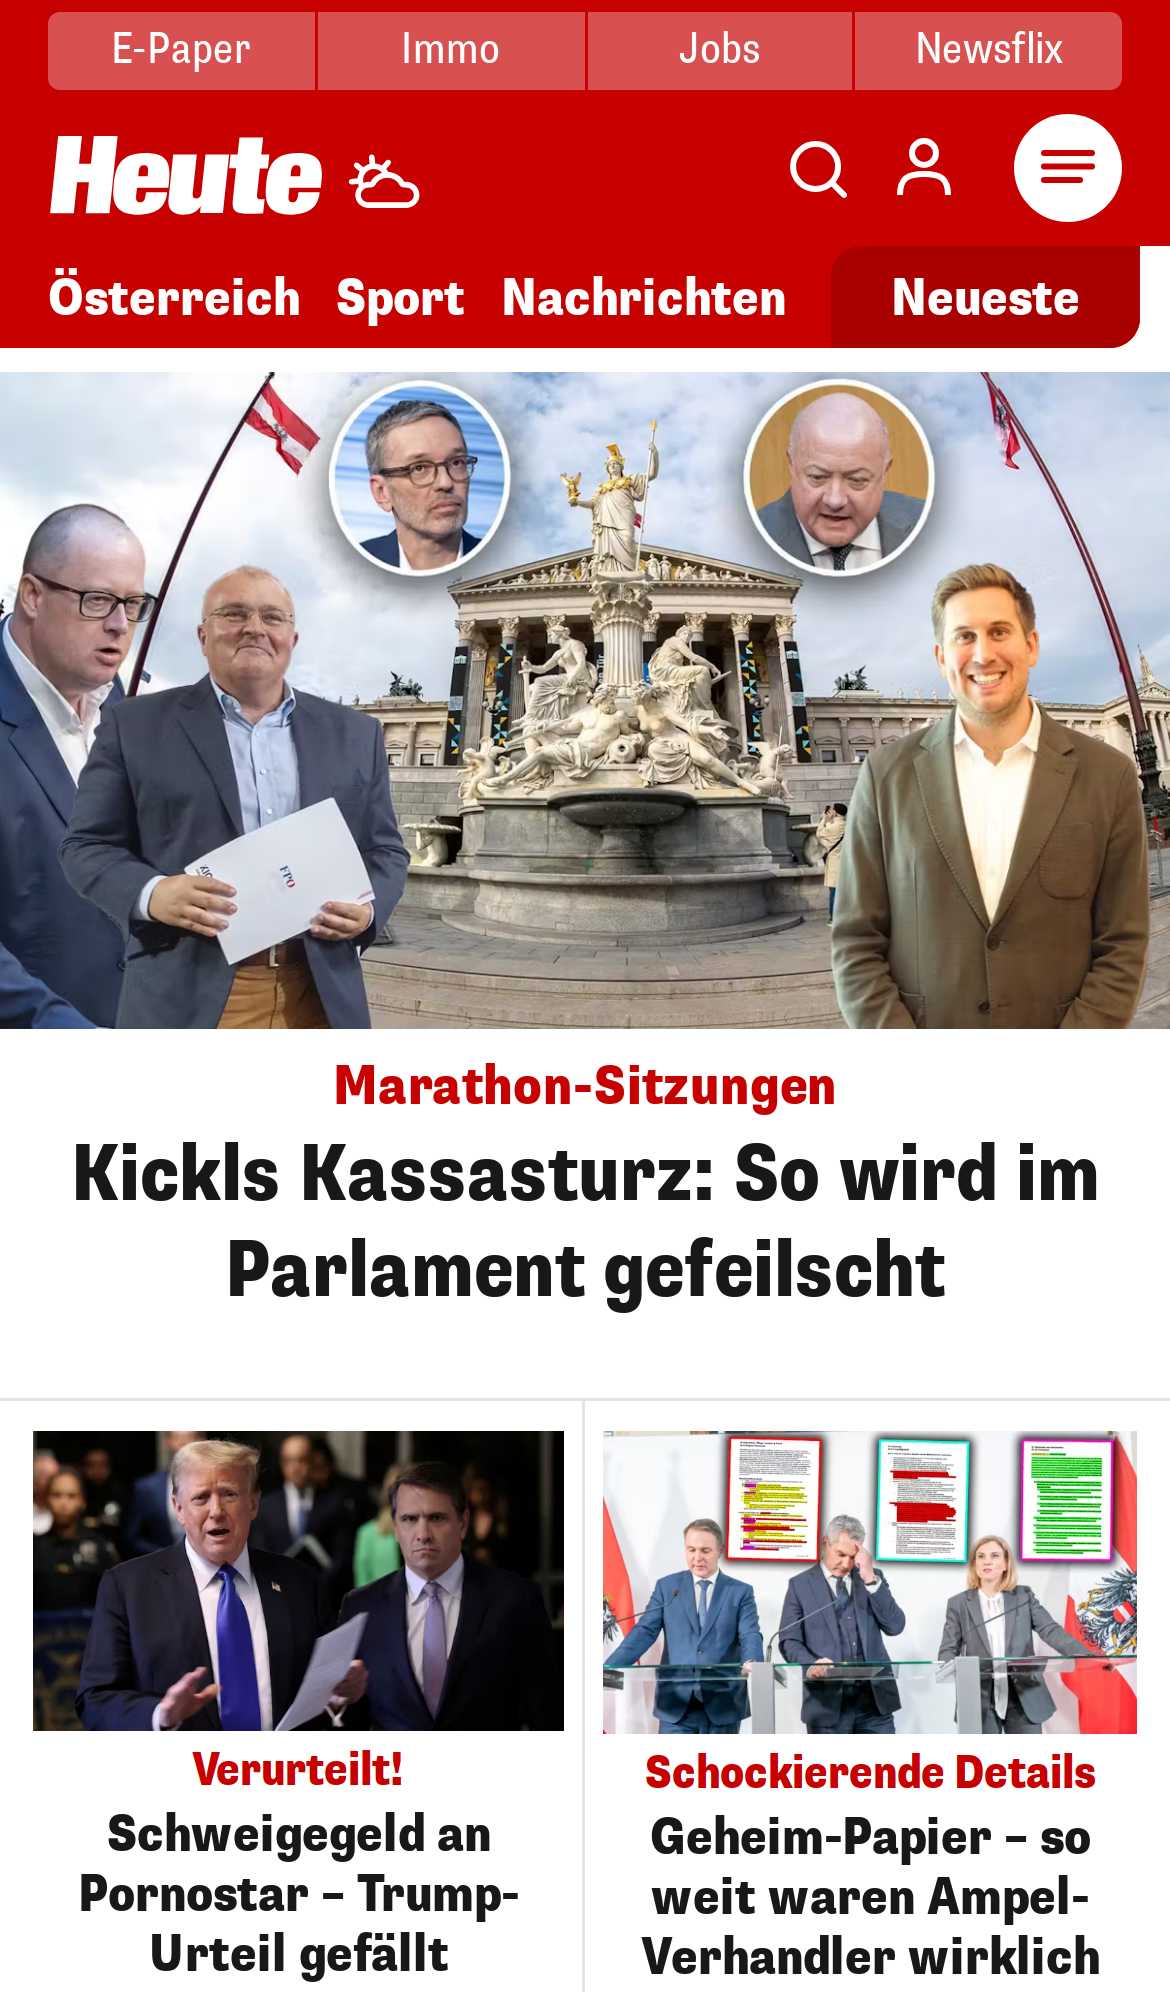 E-Paper
Immo
Jobs
Newsflix
Heute
Österreich
Sport
Nachrichten
Neueste
FPÖ
Marathon-Sitzungen
Kickls Kassasturz: So wird im
Parlament gefeilscht
Verurteilt!
Schweigegeld an
Pornostar – Trump-
Urteil gefällt
Schockierende Details
Geheim-Papier – so
weit waren Ampel-
Verhandler wirklich